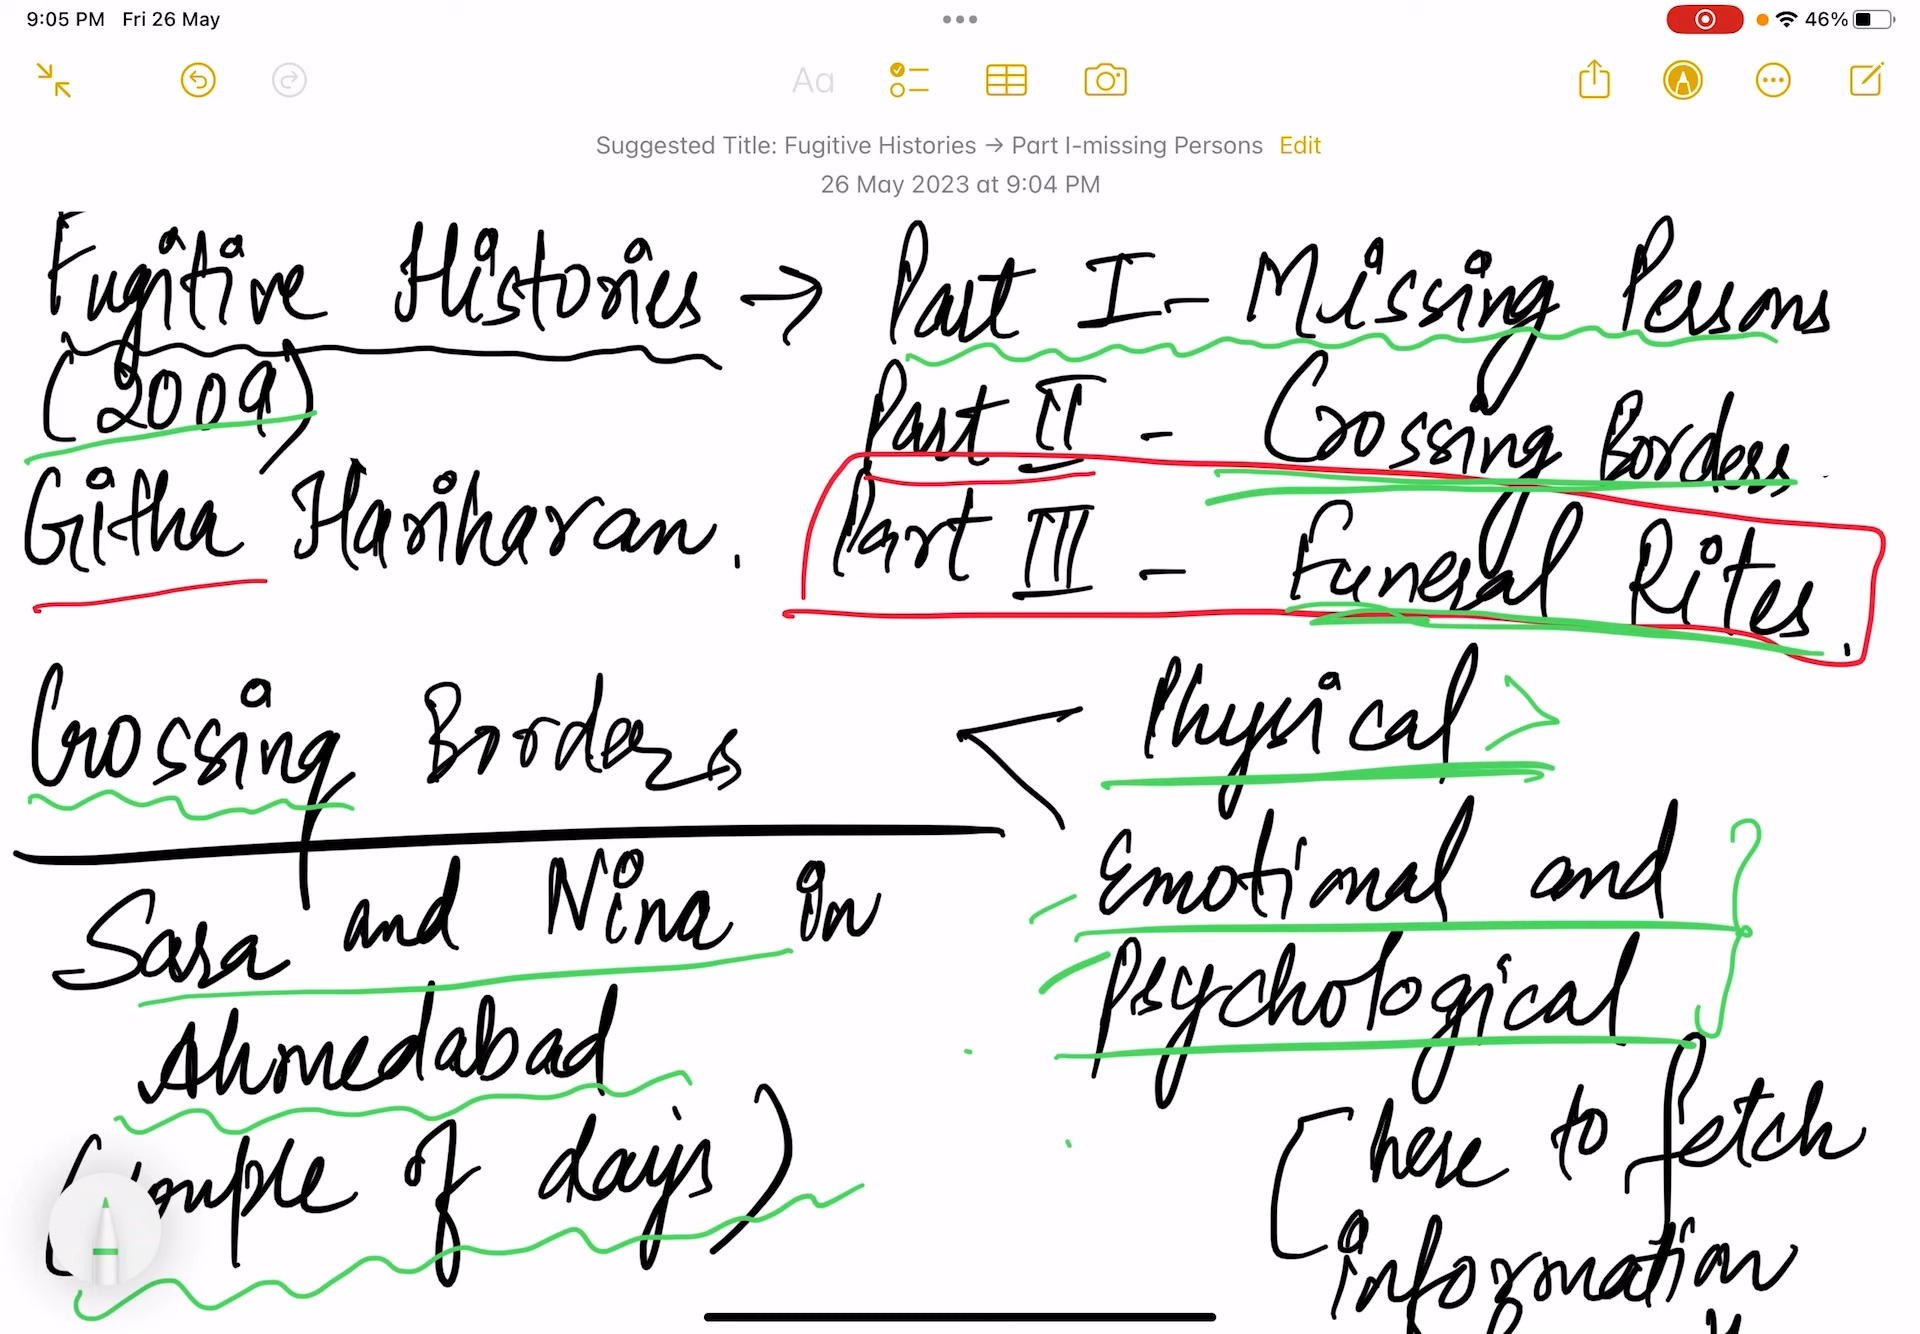 9:05 PM Fri 26 May
46%
Aa
Suggested Title: Fugitive Histories → Part I-missing Persons Edit
26 May 2023 at 9:04 PM
Fugitive Histories → Part I - Missing Persons
(2009)
Part II - Crossing Borders.
Githa Hariharan.
Part III - Funeral Rites.
Crossing Borders < Physical
Emotional and
Psychological
Sara and Nina in
Ahmedabad
(Couple of days)
(here to fetch
information